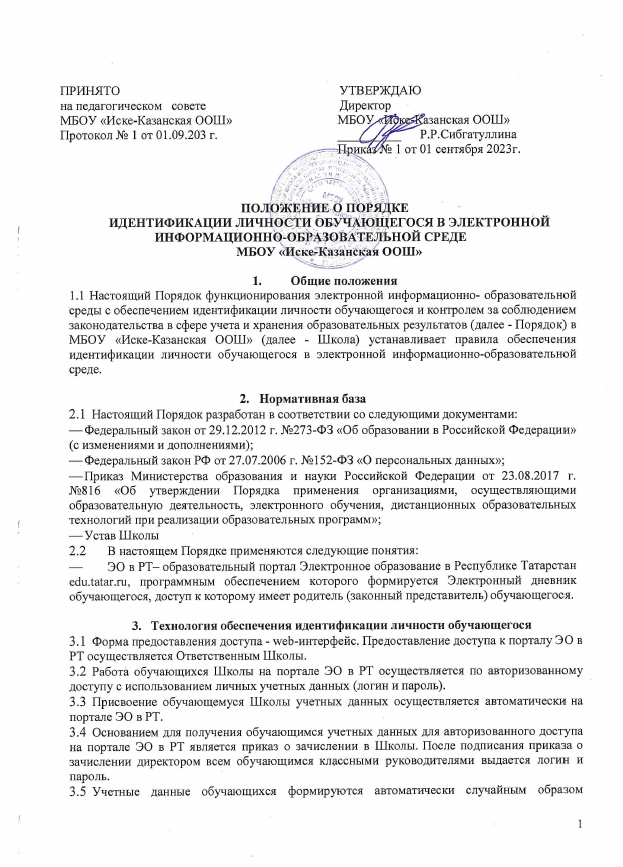 ПРИНЯТО
на педагогическом совете
МБОУ «Иске-Казанская ООШ»
Протокол № 1 от 01.09.203 г.
УТВЕРЖДАЮ
Директор
МБОУ «Иске-Казанская ООШ»
Р.Р.Сибгатуллина
Приказ № 1 от 01 сентября 2023г.
ПОЛОЖЕНИЕ О ПОРЯДКЕ
ИДЕНТИФИКАЦИИ ЛИЧНОСТИ ОБУЧАЮЩЕГОСЯ В ЭЛЕКТРОННОЙ
ИНФОРМАЦИОННО-ОБРАЗОВАТЕЛЬНОЙ СРЕДЕ
МБОУ «Иске-Казанская ООШ»
1. Общие положения
1.1 Настоящий Порядок функционирования электронной информационно- образовательной
среды с обеспечением идентификации личности обучающегося и контролем за соблюдением
законодательства в сфере учета и хранения образовательных результатов (далее - Порядок) в
МБОУ «Иске-Казанская ООШ» (далее - Школа) устанавливает правила обеспечения
идентификации личности обучающегося в электронной информационно-образовательной
среде.
2. Нормативная база
2.1 Настоящий Порядок разработан в соответствии со следующими документами:
— Федеральный закон от 29.12.2012 г. №273-ФЗ «Об образовании в Российской Федерации»
(с изменениями и дополнениями);
— Федеральный закон РФ от 27.07.2006 г. №152-ФЗ «О персональных данных»;
— Приказ Министерства образования и науки Российской Федерации от 23.08.2017 г.
№816 «Об утверждении Порядка применения организациями, осуществляющими
образовательную деятельность, электронного обучения, дистанционных образовательных
технологий при реализации образовательных программ»;
— Устав Школы
2.2 В настоящем Порядке применяются следующие понятия:
— ЭО в РТ– образовательный портал Электронное образование в Республике Татарстан
edu.tatar.ru, программным обеспечением которого формируется Электронный дневник
обучающегося, доступ к которому имеет родитель (законный представитель) обучающегося.
3. Технология обеспечения идентификации личности обучающегося
3.1 Форма предоставления доступа - web-интерфейс. Предоставление доступа к порталу ЭО в
РТ осуществляется Ответственным Школы.
3.2 Работа обучающихся Школы на портале ЭО в РТ осуществляется по авторизованному
доступу с использованием личных учетных данных (логин и пароль).
3.3 Присвоение обучающемуся Школы учетных данных осуществляется автоматически на
портале ЭО в РТ.
3.4 Основанием для получения обучающимся учетных данных для авторизованного доступа
на портале ЭО в РТ является приказ о зачислении в Школы. После подписания приказа о
зачислении директором всем обучающимся классными руководителями выдается логин и
пароль.
3.5 Учетные данные обучающихся формируются автоматически случайным образом
1